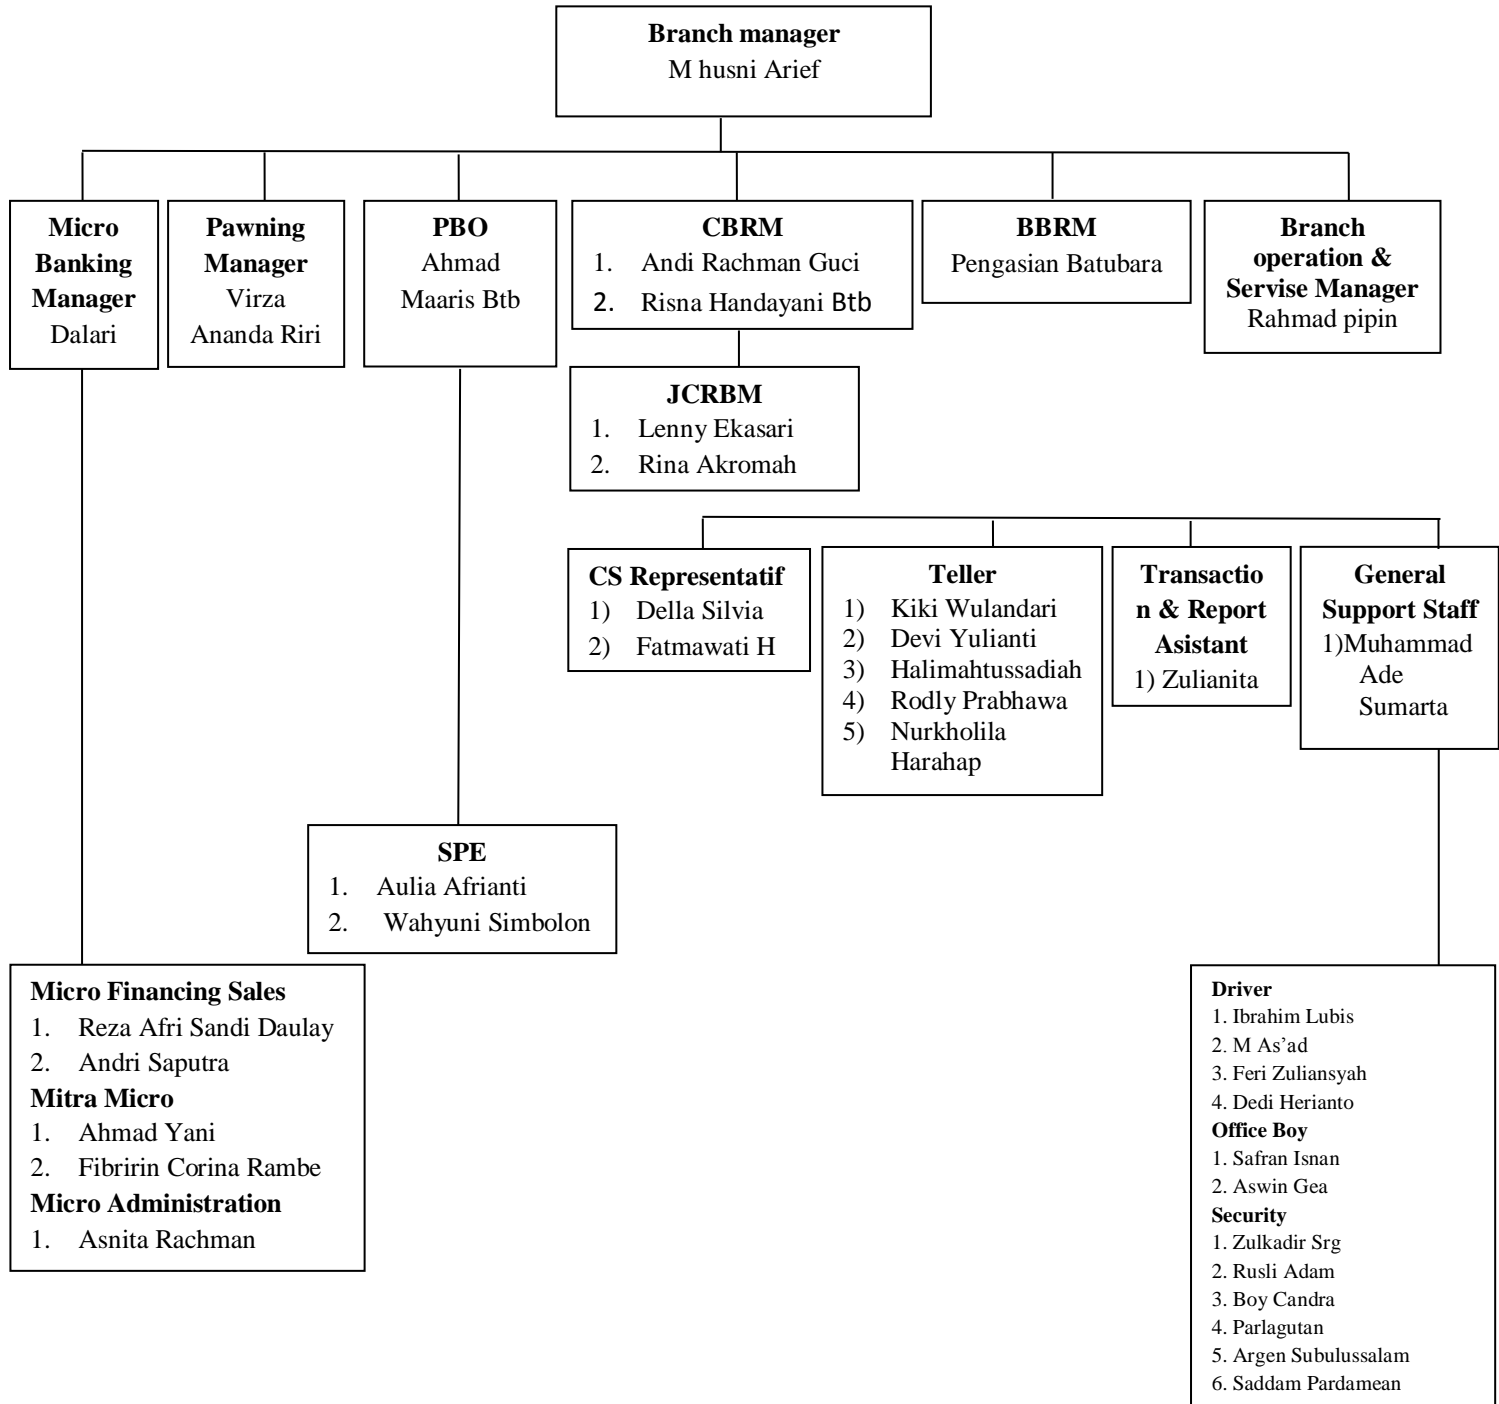 Branch manager
M husni Arief
Micro
Banking
Manager
Dalari
Pawning
Manager
Virza
Ananda Riri
PBO
Ahmad
Maaris Btb
CBRM
1. Andi Rachman Guci
2. Risna Handayani Btb
BBRM
Pengasian Batubara
Branch
operation &
Servise Manager
Rahmad pipin
JCRBM
1. Lenny Ekasari
2. Rina Akromah
CS Representatif
1) Della Silvia
2) Fatmawati H
Teller
1) Kiki Wulandari
2) Devi Yulianti
3) Halimahtussadiah
4) Rodly Prabhawa
5) Nurkholila
Harahap
Transactio
n & Report
Asistant
1) Zulianita
General
Support Staff
1)Muhammad
Ade
Sumarta
SPE
1. Aulia Afrianti
2. Wahyuni Simbolon
Micro Financing Sales
1. Reza Afri Sandi Daulay
2. Andri Saputra
Mitra Micro
1. Ahmad Yani
2. Fibririn Corina Rambe
Micro Administration
1. Asnita Rachman
Driver
1. Ibrahim Lubis
2. M As’ad
3. Feri Zuliansyah
4. Dedi Herianto
Office Boy
1. Safran Isnan
2. Aswin Gea
Security
1. Zulkadir Srg
2. Rusli Adam
3. Boy Candra
4. Parlagutan
5. Argen Subulussalam
6. Saddam Pardamean